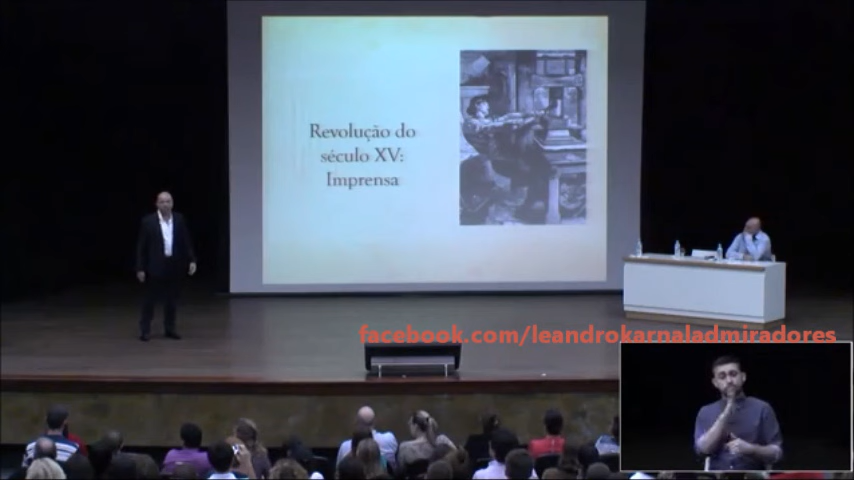 Revolução do
século XV:
Imprensa
facebook.com/leandrokarnaladmiradores